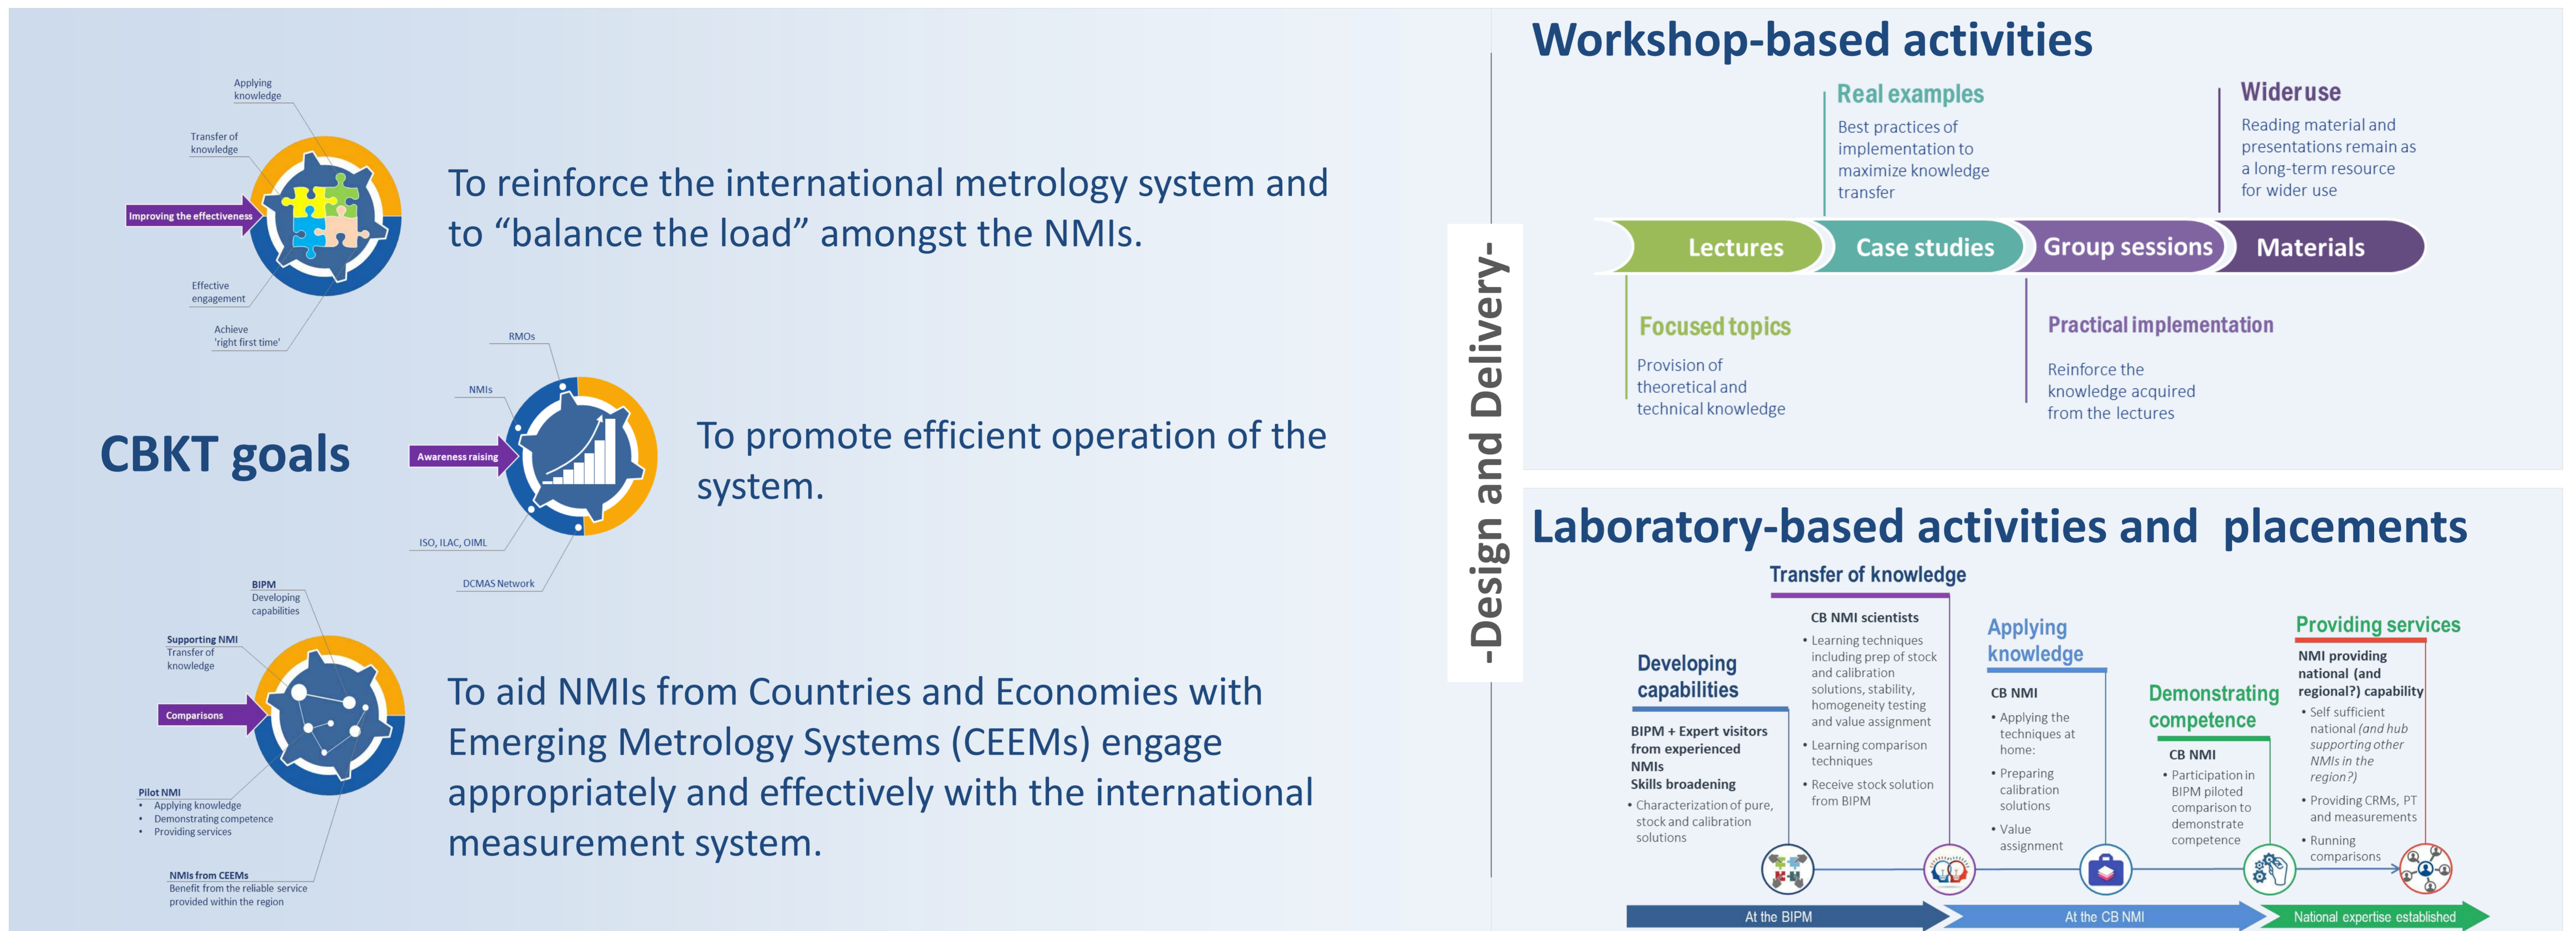 CBKT goals
Applying
knowledge
Transfer of
knowledge
Improving the effectiveness
Effective
engagement
Achieve
'right first time'
To reinforce the international metrology system and
to “balance the load” amongst the NMIs.
RMOs
NMIs
Awareness raising
ISO, ILAC, OIML
DCMAS Network
To promote efficient operation of the
system.
BIPM
Developing
capabilities
Supporting NMI
Transfer of
knowledge
Comparisons
Pilot NMI
• Applying knowledge
• Demonstrating competence
• Providing services
NMIs from CEEMs
Benefit from the reliable service
provided within the region
To aid NMIs from Countries and Economies with
Emerging Metrology Systems (CEEMs) engage
appropriately and effectively with the international
measurement system.
-Design and Delivery-
Workshop-based activities
Real examples
Best practices of
implementation to
maximize knowledge
transfer
Wider use
Reading material and
presentations remain as
a long-term resource
for wider use
Lectures
Case studies
Group sessions
Materials
Focused topics
Provision of
theoretical and
technical knowledge
Practical implementation
Reinforce the
knowledge acquired
from the lectures
Laboratory-based activities and placements
Developing
capabilities
BIPM + Expert visitors
from experienced
NMIs
Skills broadening
• Characterization of pure,
stock and calibration
solutions
Transfer of knowledge
CB NMI scientists
• Learning techniques
including prep of stock
and calibration
solutions, stability,
homogeneity testing
and value assignment
• Learning comparison
techniques
• Receive stock solution
from BIPM
Applying
knowledge
CB NMI
• Applying the
techniques at
home:
• Preparing
calibration
solutions
• Value
assignment
Demonstrating
competence
CB NMI
• Participation in
BIPM piloted
comparison to
demonstrate
competence
Providing services
NMI providing
national (and
regional?) capability
• Self sufficient
national (and hub
supporting other
NMIs in the
region?)
• Providing CRMs, PT
and measurements
• Running
comparisons
At the BIPM
At the CB NMI
National expertise established